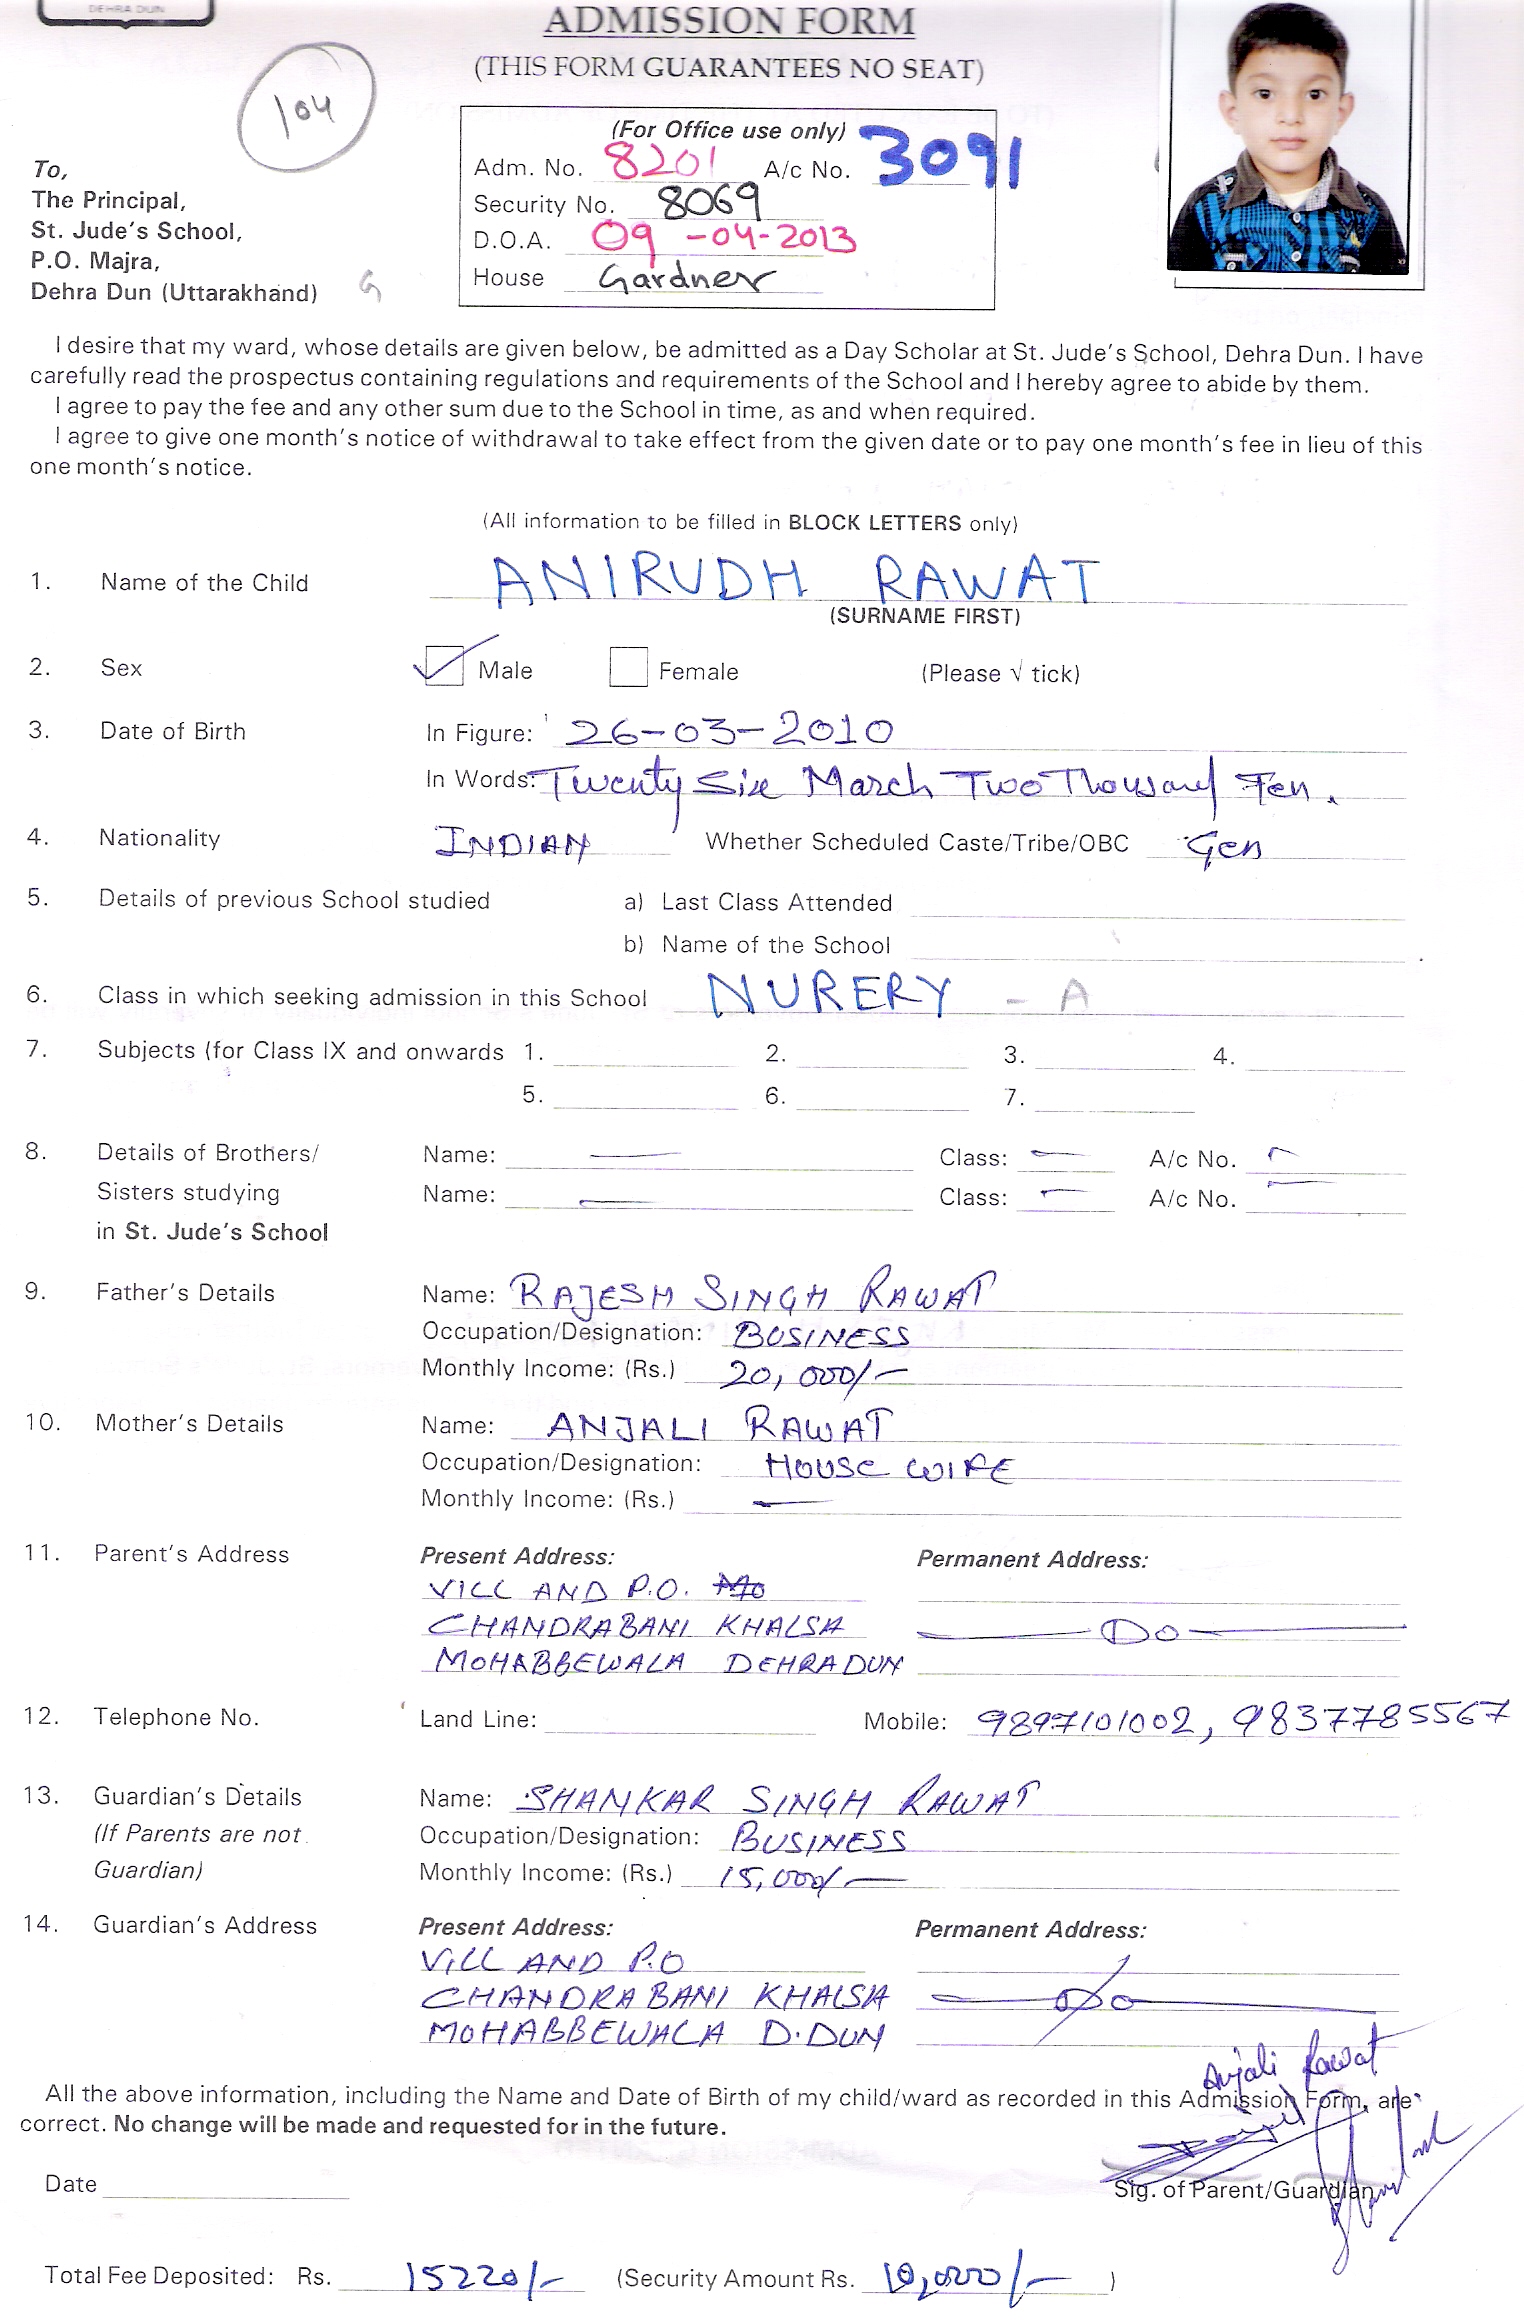 DEHRA DUN
ADMISSION FORM
(THIS FORM GUARANTEES NO SEAT)
104
(For Office use only)
Adm. No. 8201 A/c No. 3091
Security No. 8069
D.O.A. 09-04-2013
House Gardner
To,
The Principal,
St. Jude's School,
P.O. Majra,
Dehra Dun (Uttarakhand) G
I desire that my ward, whose details are given below, be admitted as a Day Scholar at St. Jude's School, Dehra Dun. I have
carefully read the prospectus containing regulations and requirements of the School and I hereby agree to abide by them.
I agree to pay the fee and any other sum due to the School in time, as and when required.
I agree to give one month's notice of withdrawal to take effect from the given date or to pay one month's fee in lieu of this
one month's notice.
(All information to be filled in BLOCK LETTERS only)
1. Name of the Child ANIRUDH RAWAT
(SURNAME FIRST)
2. Sex Male Female (Please √ tick)
3. Date of Birth In Figure: 26-03-2010
In Words: Twenty Six March Two Thousand Ten.
4. Nationality INDIAN Whether Scheduled Caste/Tribe/OBC Gen
5. Details of previous School studied a) Last Class Attended
b) Name of the School
6. Class in which seeking admission in this School NURERY - A
7. Subjects (for Class IX and onwards 1. 2. 3. 4.
5. 6. 7.
8. Details of Brothers/ Name: — Class: — A/c No. —
Sisters studying Name: — Class: — A/c No. —
in St. Jude's School
9. Father's Details Name: RAJESH SINGH RAWAT
Occupation/Designation: BUSINESS
Monthly Income: (Rs.) 20,000/-
10. Mother's Details Name: ANJALI RAWAT
Occupation/Designation: HOUSE WIFE
Monthly Income: (Rs.) —
11. Parent's Address Present Address: Permanent Address:
VILL AND P.O.
CHANDRABANI KHALSA — Do —
MOHABBEWALA DEHRADUN
12. Telephone No. Land Line: Mobile: 9897101002, 9837785567
13. Guardian's Details Name: SHANKAR SINGH RAWAT
(If Parents are not Occupation/Designation: BUSINESS
Guardian) Monthly Income: (Rs.) 15,000/-
14. Guardian's Address Present Address: Permanent Address:
VILL AND P.O
CHANDRABANI KHALSA — Do —
MOHABBEWALA D.DUN
Anjali Rawat
All the above information, including the Name and Date of Birth of my child/ward as recorded in this Admission Form, are
correct. No change will be made and requested for in the future.
Date Sig. of Parent/Guardian
Total Fee Deposited: Rs. 15220/- (Security Amount Rs. 10,000/- )